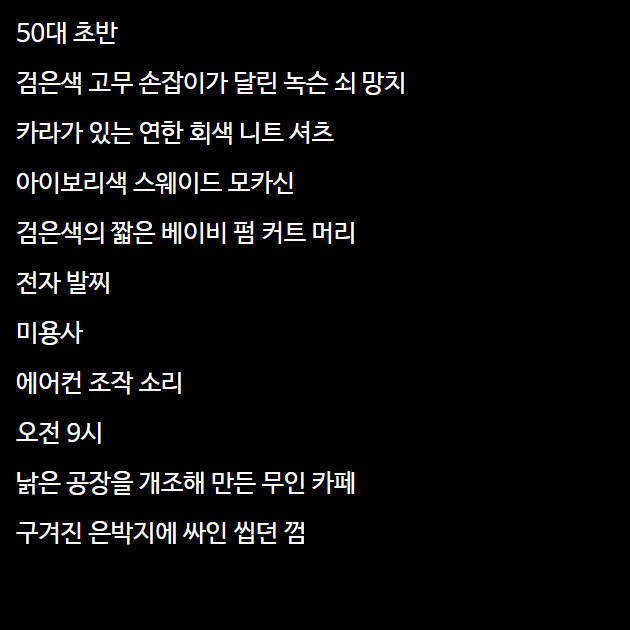 50대 초반
검은색 고무 손잡이가 달린 녹슨 쇠 망치
카라가 있는 연한 회색 니트 셔츠
아이보리색 스웨이드 모카신
검은색의 짧은 베이비 펌 커트 머리
전자 발찌
미용사
에어컨 조작 소리
오전 9시
낡은 공장을 개조해 만든 무인 카페
구겨진 은박지에 싸인 씹던 껌